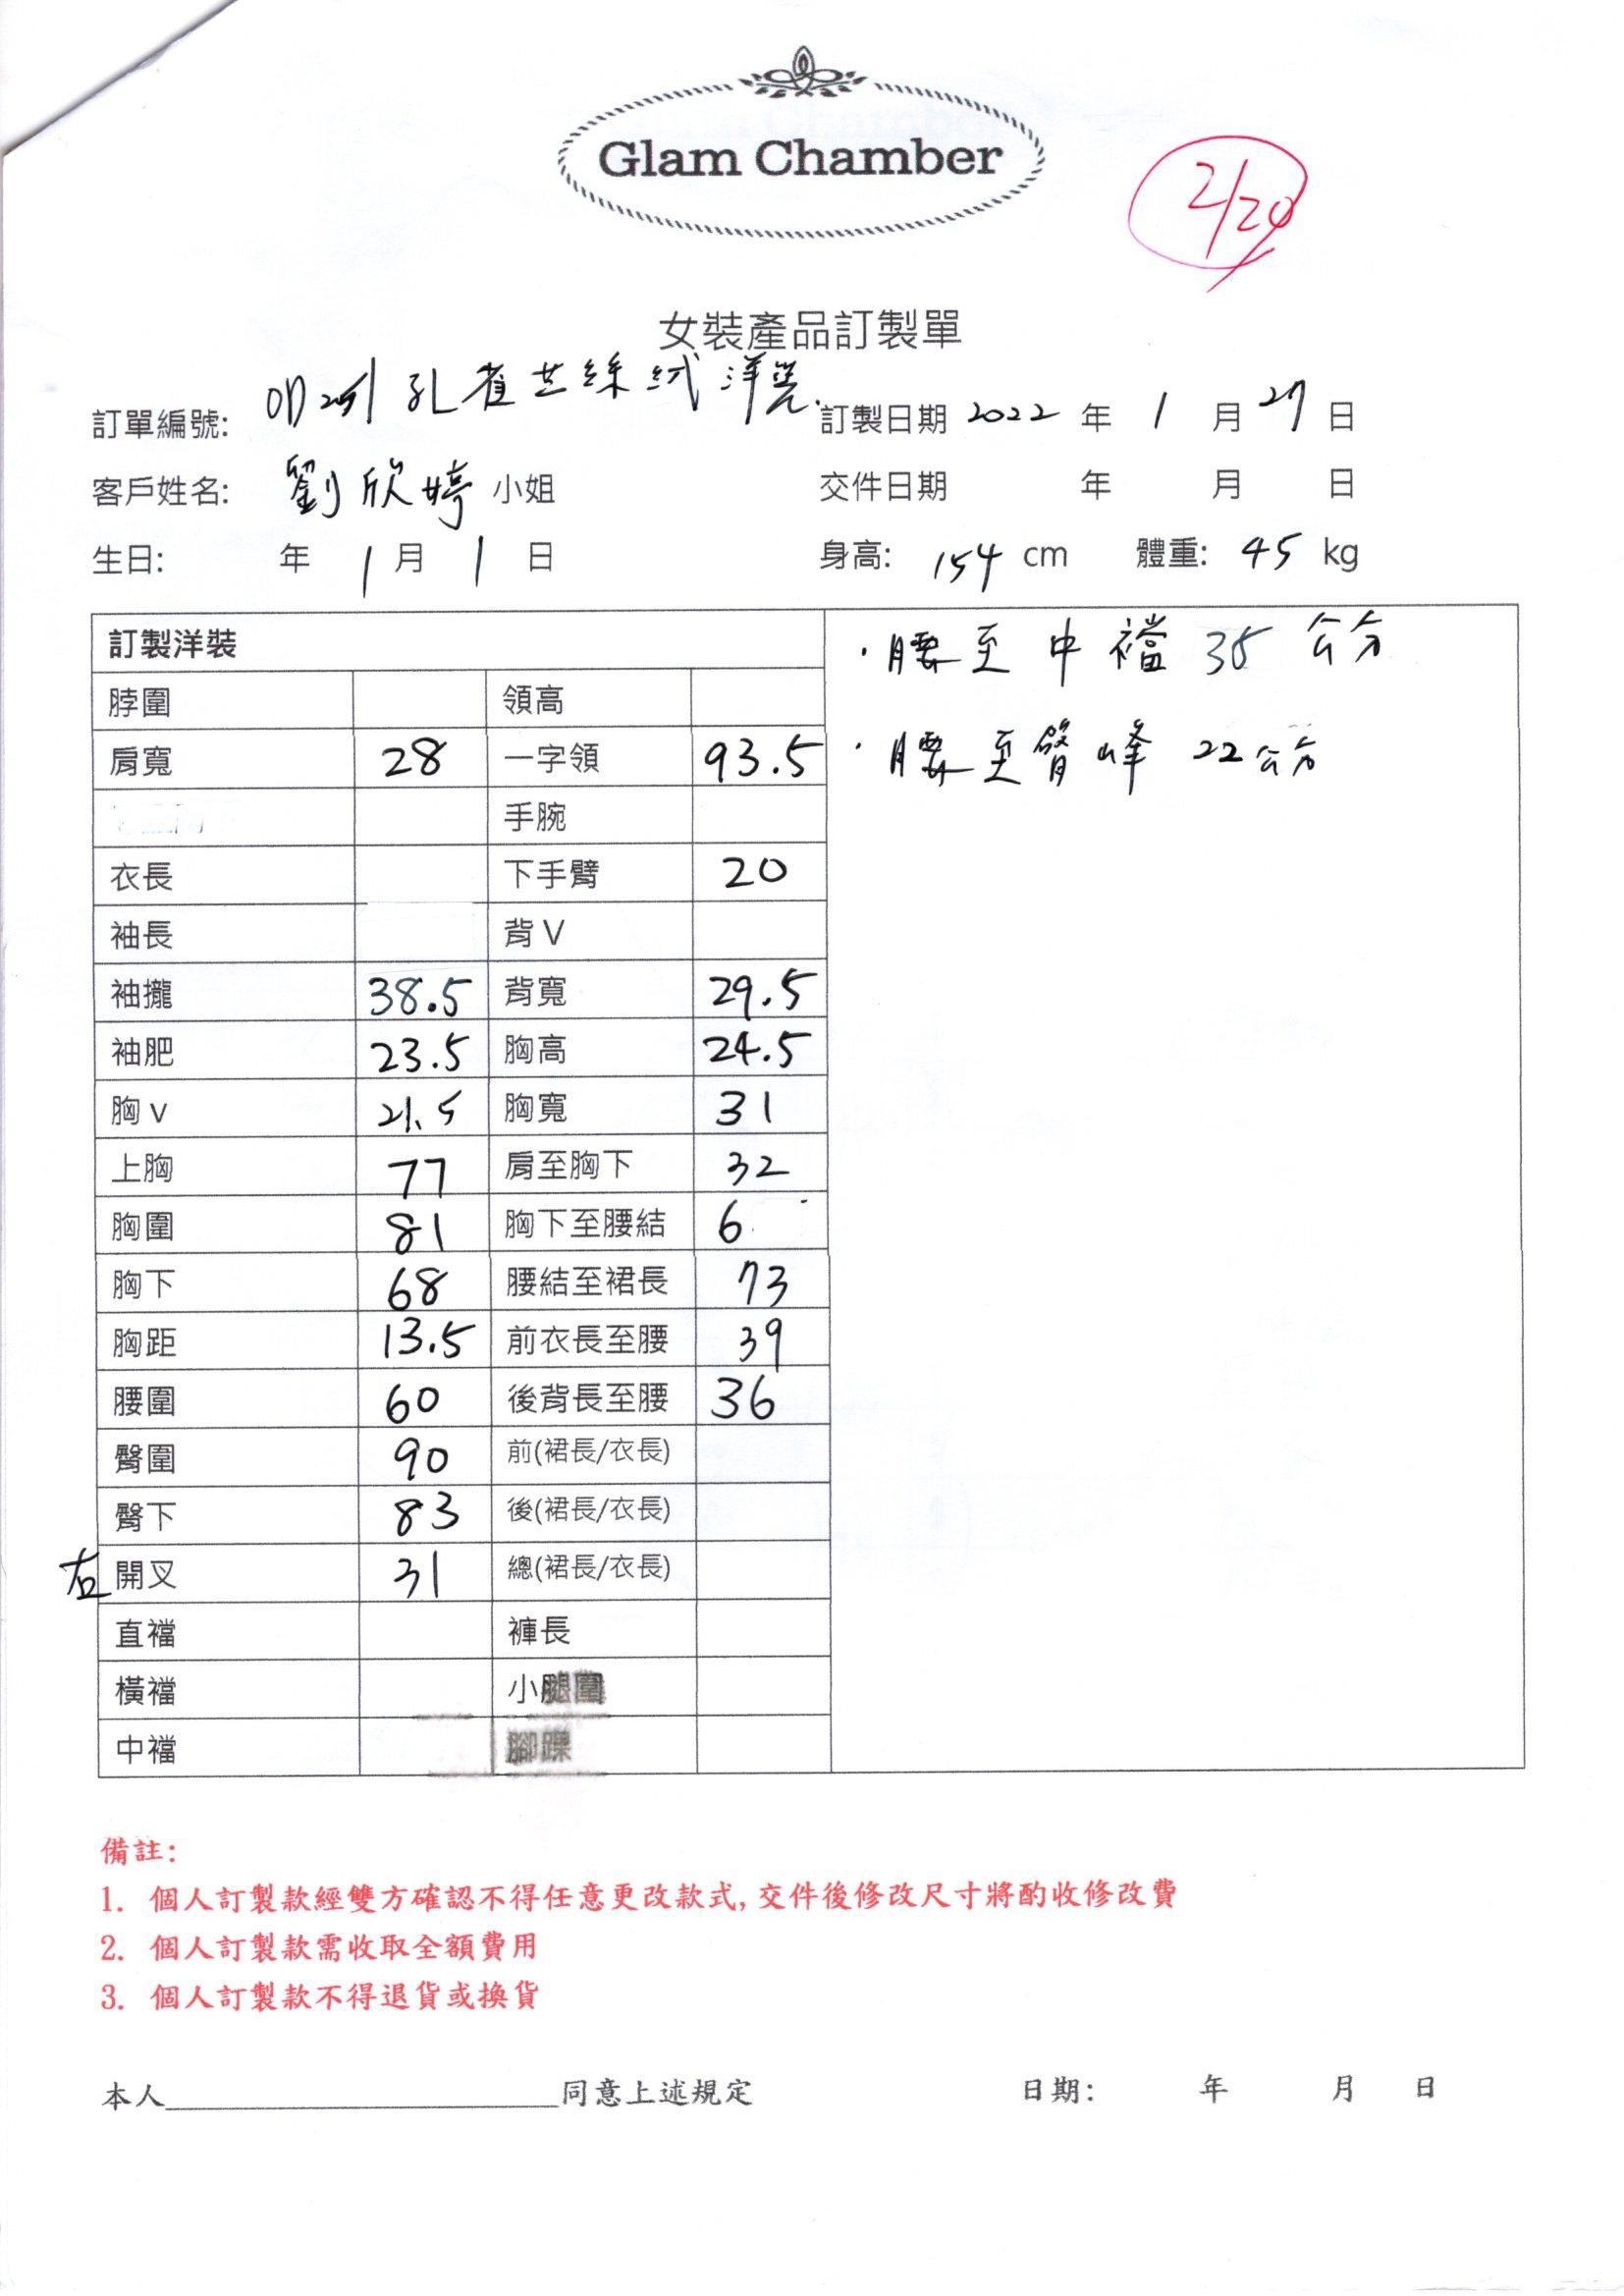 Glam Chamber
2/20
女裝產品訂製單
訂單編號: 孔雀芒絲絨洋裝 訂製日期 2022 年 1 月 27 日
客戶姓名: 劉欣婷 小姐 交件日期 年 月 日
生日: 年 1 月 1 日 身高: 154 cm 體重: 45 kg
訂製洋裝
·腰至中襠 公分
·腰至臀峰 22公分
脖圍 領高
肩寬 28 一字領 93.5
手腕
衣長 下手臂 20
袖長 背V
袖攏 38.5 背寬 29.5
袖肥 23.5 胸高 24.5
胸v 21.5 胸寬 31
上胸 77 肩至胸下 32
胸圍 81 胸下至腰結 6
胸下 68 腰結至裙長 73
胸距 13.5 前衣長至腰 39
腰圍 60 後背長至腰 36
臀圍 90 前(裙長/衣長)
臀下 83 後(裙長/衣長)
右 開叉 31 總(裙長/衣長)
直襠 褲長
橫襠 小腿圍
中襠 腳踝
備註:
1. 個人訂製款經雙方確認不得任意更改款式,交件後修改尺寸將酌收修改費
2. 個人訂製款需收取全額費用
3. 個人訂製款不得退貨或換貨
本人 同意上述規定 日期: 年 月 日